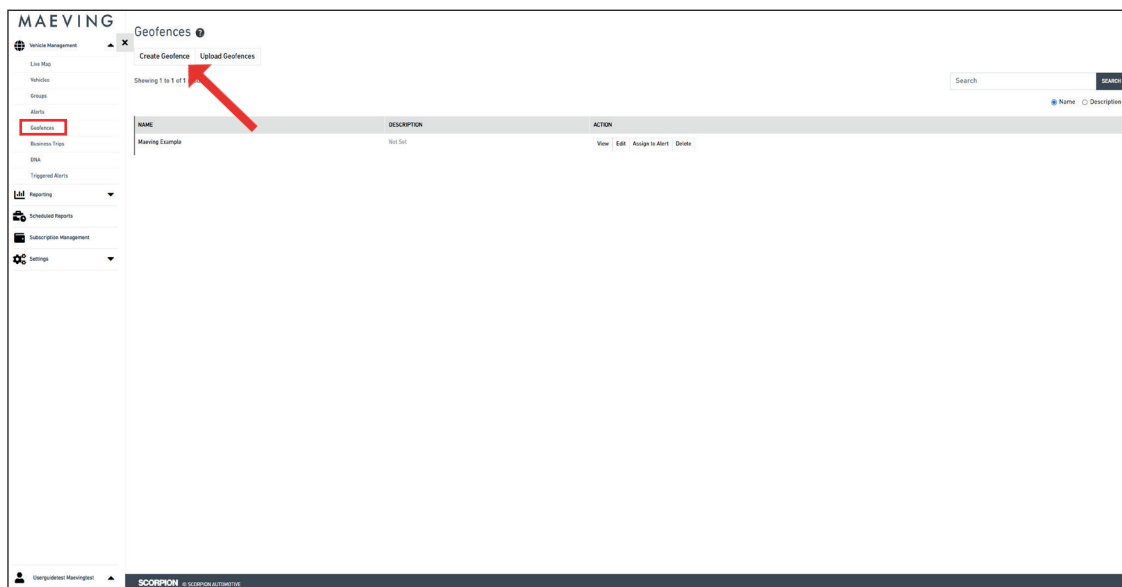 MAEVING
Vehicle Management
Live Map
Vehicles
Groups
Alerts
Geofences
Business Trips
DNA
Triggered Alerts
Reporting
Scheduled Reports
Subscription Management
Settings
Userguidetest Maevingtest
X
Geofences ?
Create Geofence Upload Geofences
Showing 1 to 1 of 1
Search SEARCH
Name Description
NAME DESCRIPTION ACTION
Maeving Example Not Set View Edit Assign to Alert Delete
SCORPION © SCORPION AUTOMOTIVE